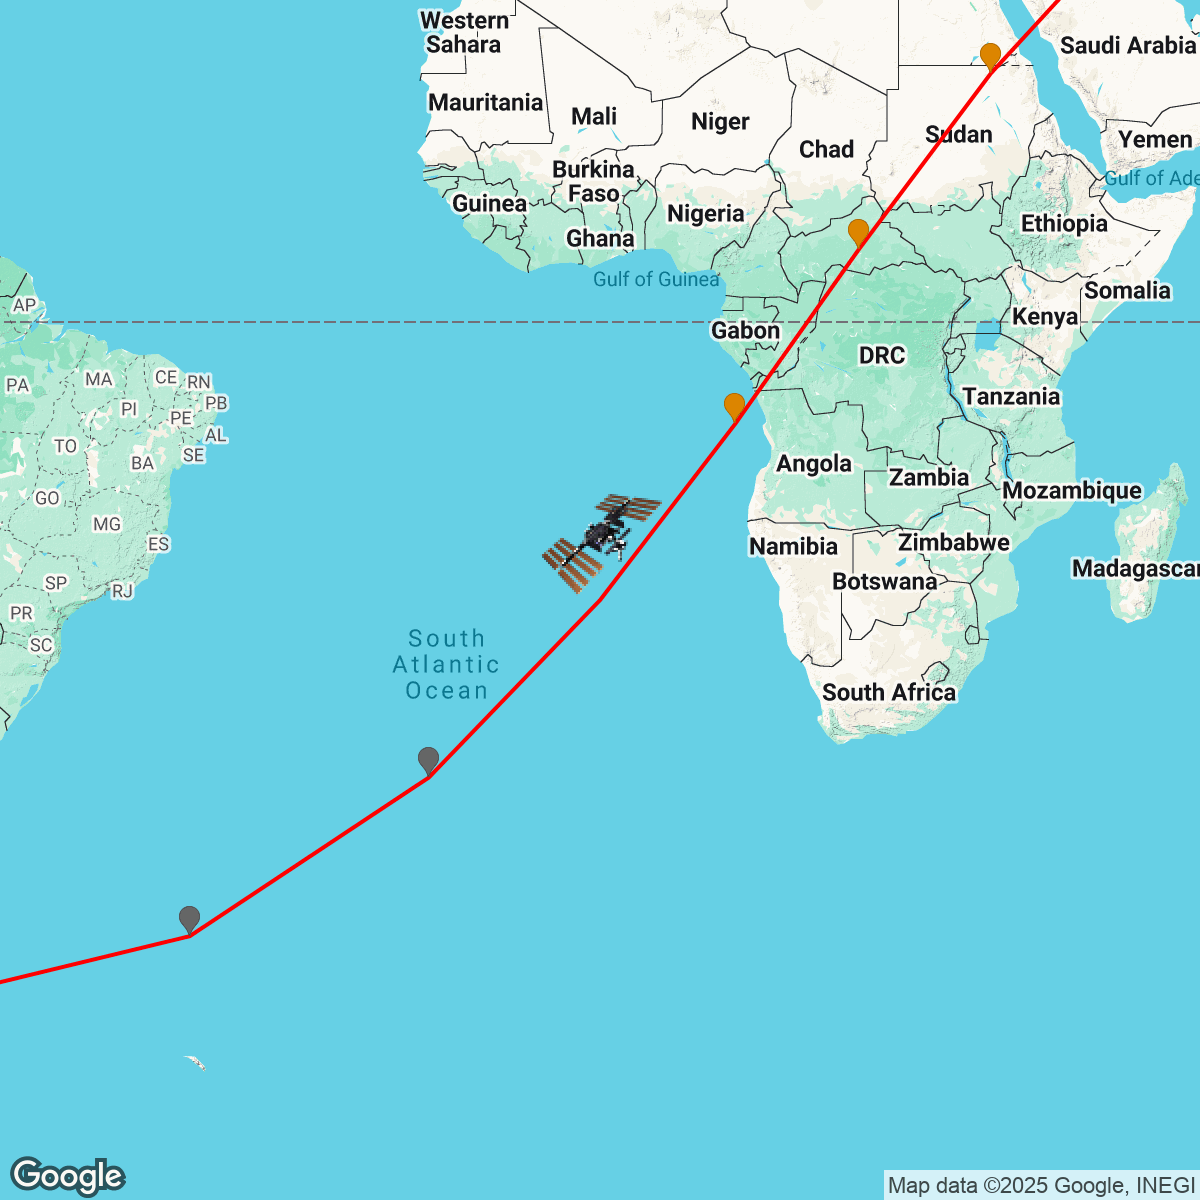 Western
Sahara
Saudi Arabia
Mauritania
Mali
Niger
Sudan
Chad
Yemen
Burkina
Faso
Gulf of Ade
Guinea
Nigeria
Ethiopia
Ghana
Gulf of Guinea
Somalia
AP
Kenya
Gabon
DRC
PA
MA
CE
RN
Tanzania
PI
PB
PE
AL
TO
SE
BA
Angola
Zambia
GO
Mozambique
MG
ES
Namibia
Zimbabwe
Madagascar
SP
RJ
Botswana
PR
SC
South
Atlantic
Ocean
South Africa
Google
Map data ©2025 Google, INEGI